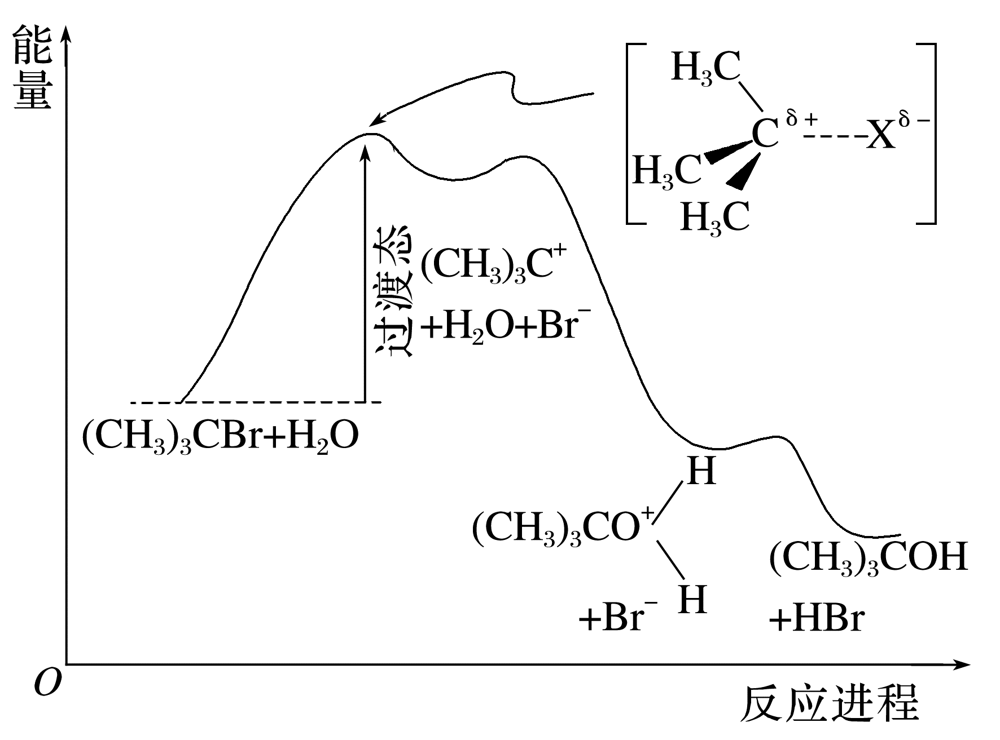 能量
H₃C
C^δ+ ----X^δ−
H₃C
H₃C
过渡态
(CH₃)₃C⁺
+H₂O+Br⁻
(CH₃)₃CBr+H₂O
H
(CH₃)₃CO⁺
H
+Br⁻
(CH₃)₃COH
+HBr
O
反应进程